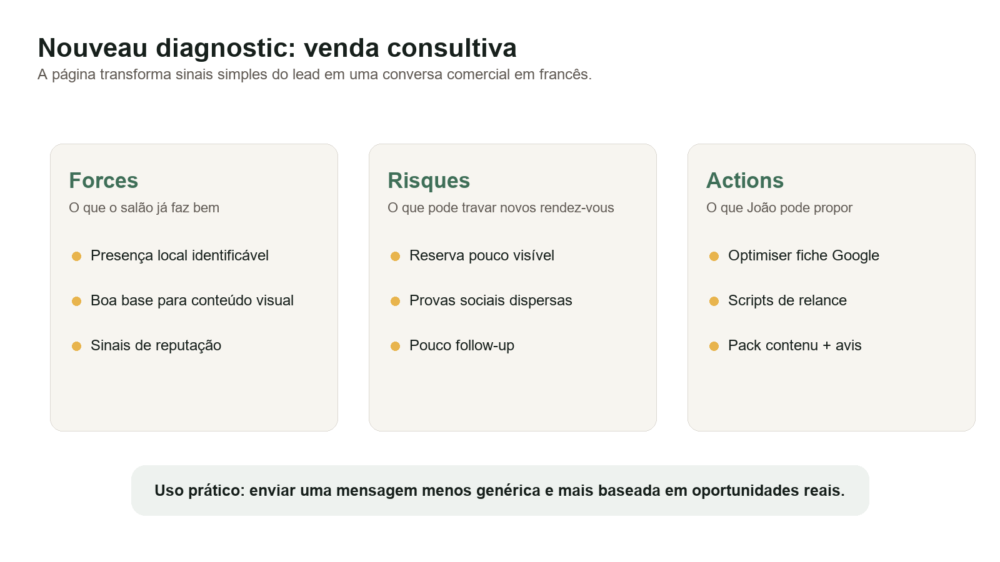 Nouveau diagnostic: venda consultiva
A página transforma sinais simples do lead em uma conversa comercial em francês.
Forces
O que o salão já faz bem
Presença local identificável
Boa base para conteúdo visual
Sinais de reputação
Risques
O que pode travar novos rendez-vous
Reserva pouco visível
Provas sociais dispersas
Pouco follow-up
Actions
O que João pode propor
Optimiser fiche Google
Scripts de relance
Pack contenu + avis
Uso prático: enviar uma mensagem menos genérica e mais baseada em oportunidades reais.